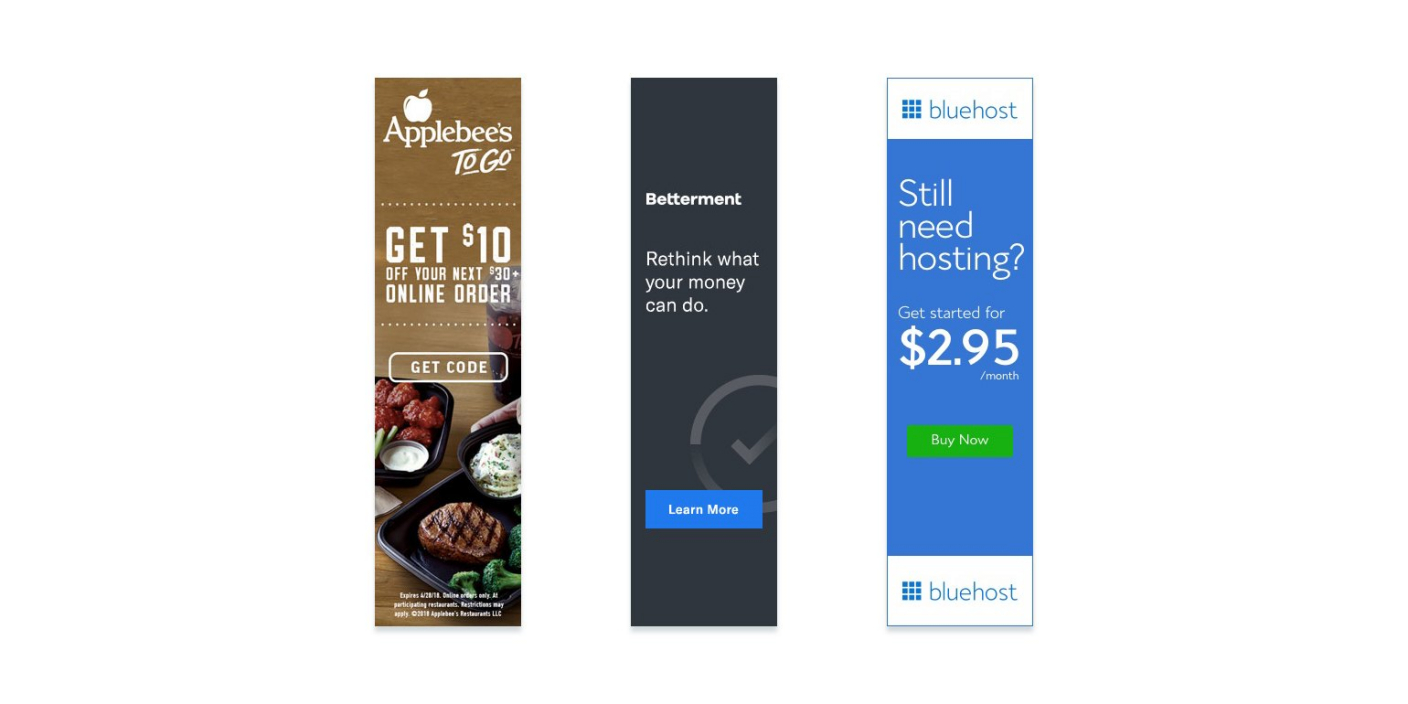 Applebee's
TO GO
GET $10
OFF YOUR NEXT $30+
ONLINE ORDER
GET CODE
Expires 4/28/18. Online orders only. At
participating restaurants. Restrictions may
apply. ©2018 Applebee's Restaurants LLC
Betterment
Rethink what
your money
can do.
Learn More
bluehost
Still
need
hosting?
Get started for
$2.95
/month
Buy Now
bluehost